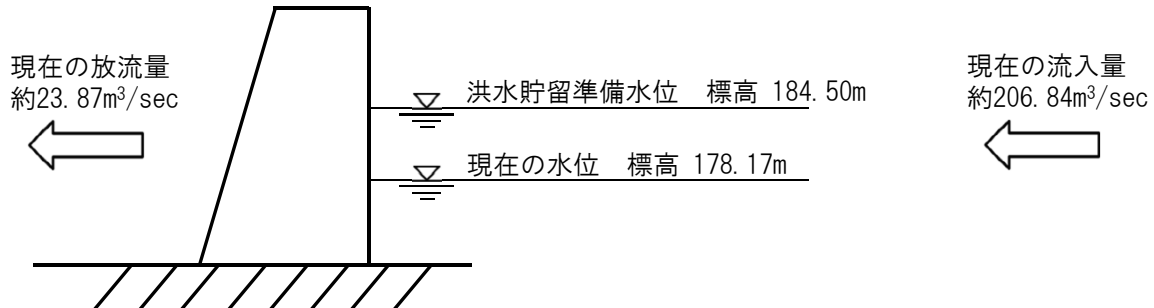 現在の放流量
約23.87m³/sec
洪水貯留準備水位 標高 184.50m
現在の水位 標高 178.17m
現在の流入量
約206.84m³/sec